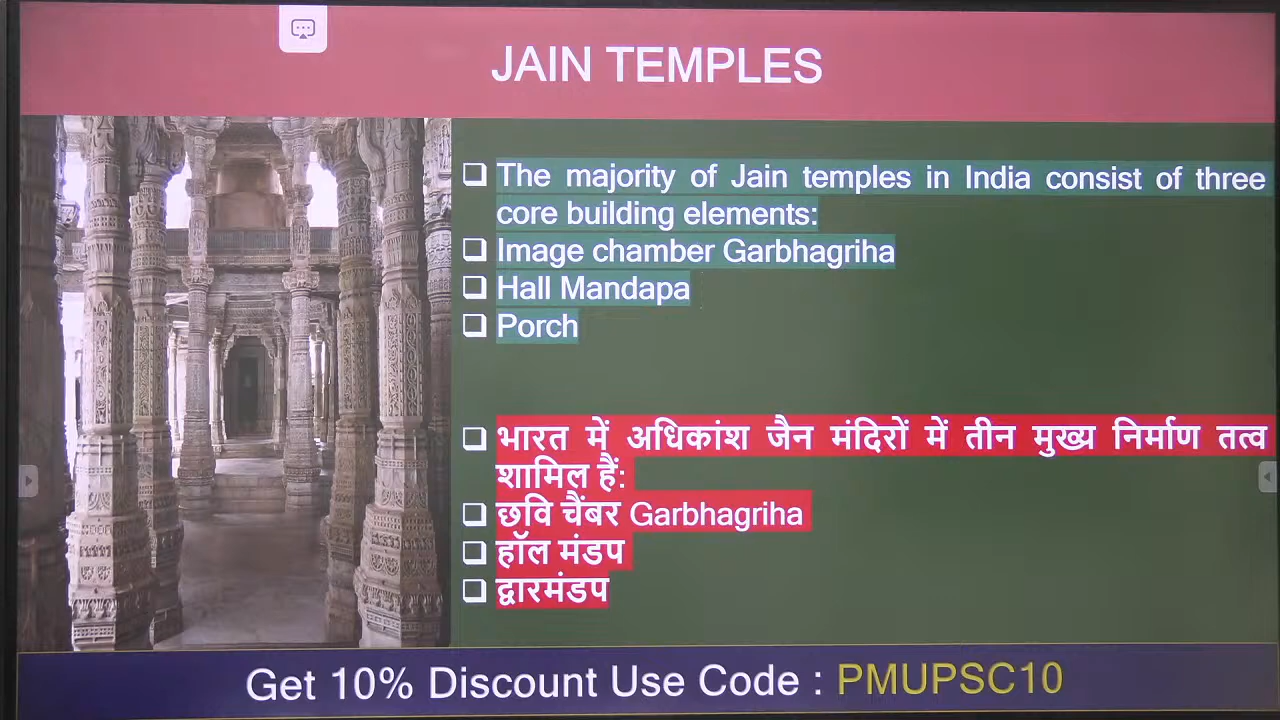 JAIN TEMPLES
The majority of Jain temples in India consist of three
core building elements:
Image chamber Garbhagriha
Hall Mandapa
Porch
भारत में अधिकांश जैन मंदिरों में तीन मुख्य निर्माण तत्व
शामिल हैं:
छवि चैंबर Garbhagriha
हॉल मंडप
द्वारमंडप
Get 10% Discount Use Code : PMUPSC10